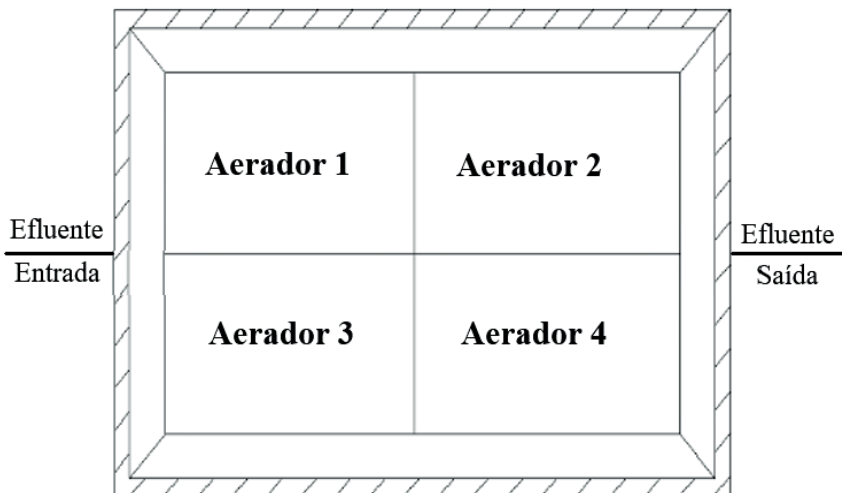 Aerador 1
Aerador 2
Efluente
Entrada
Efluente
Saída
Aerador 3
Aerador 4